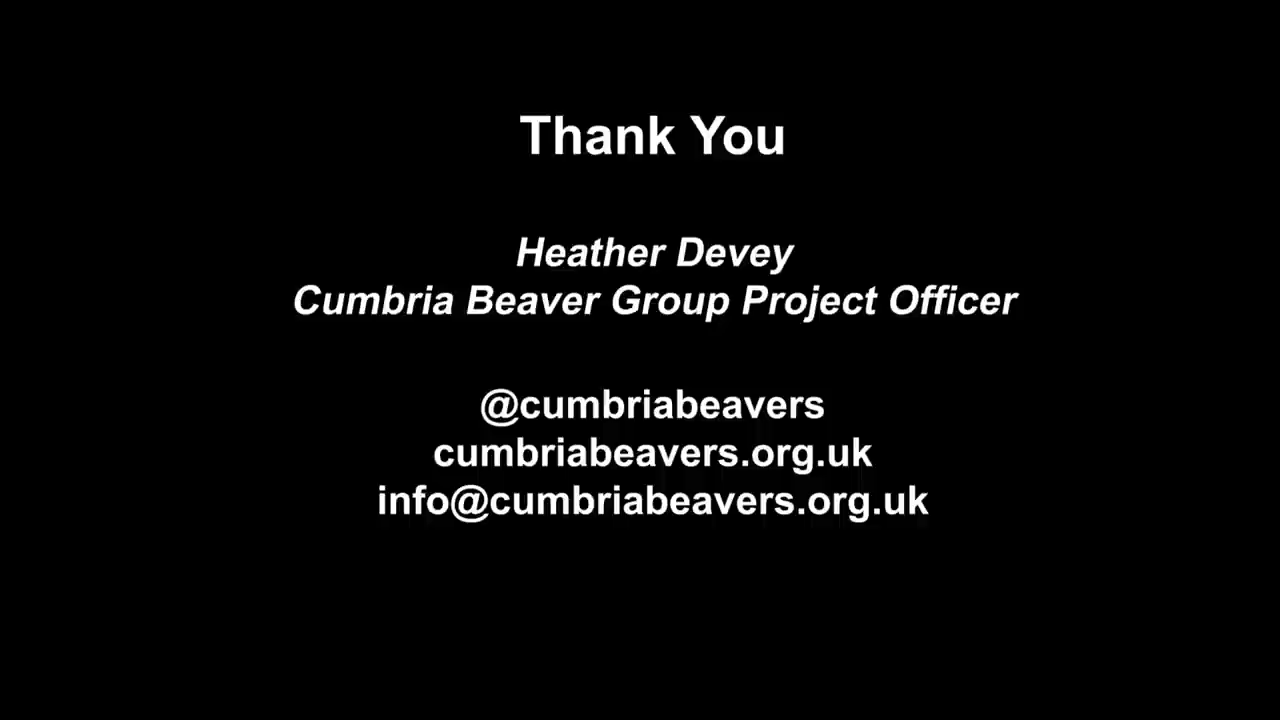 Thank You
Heather Devey
Cumbria Beaver Group Project Officer
@cumbriabeavers
cumbriabeavers.org.uk
info@cumbriabeavers.org.uk